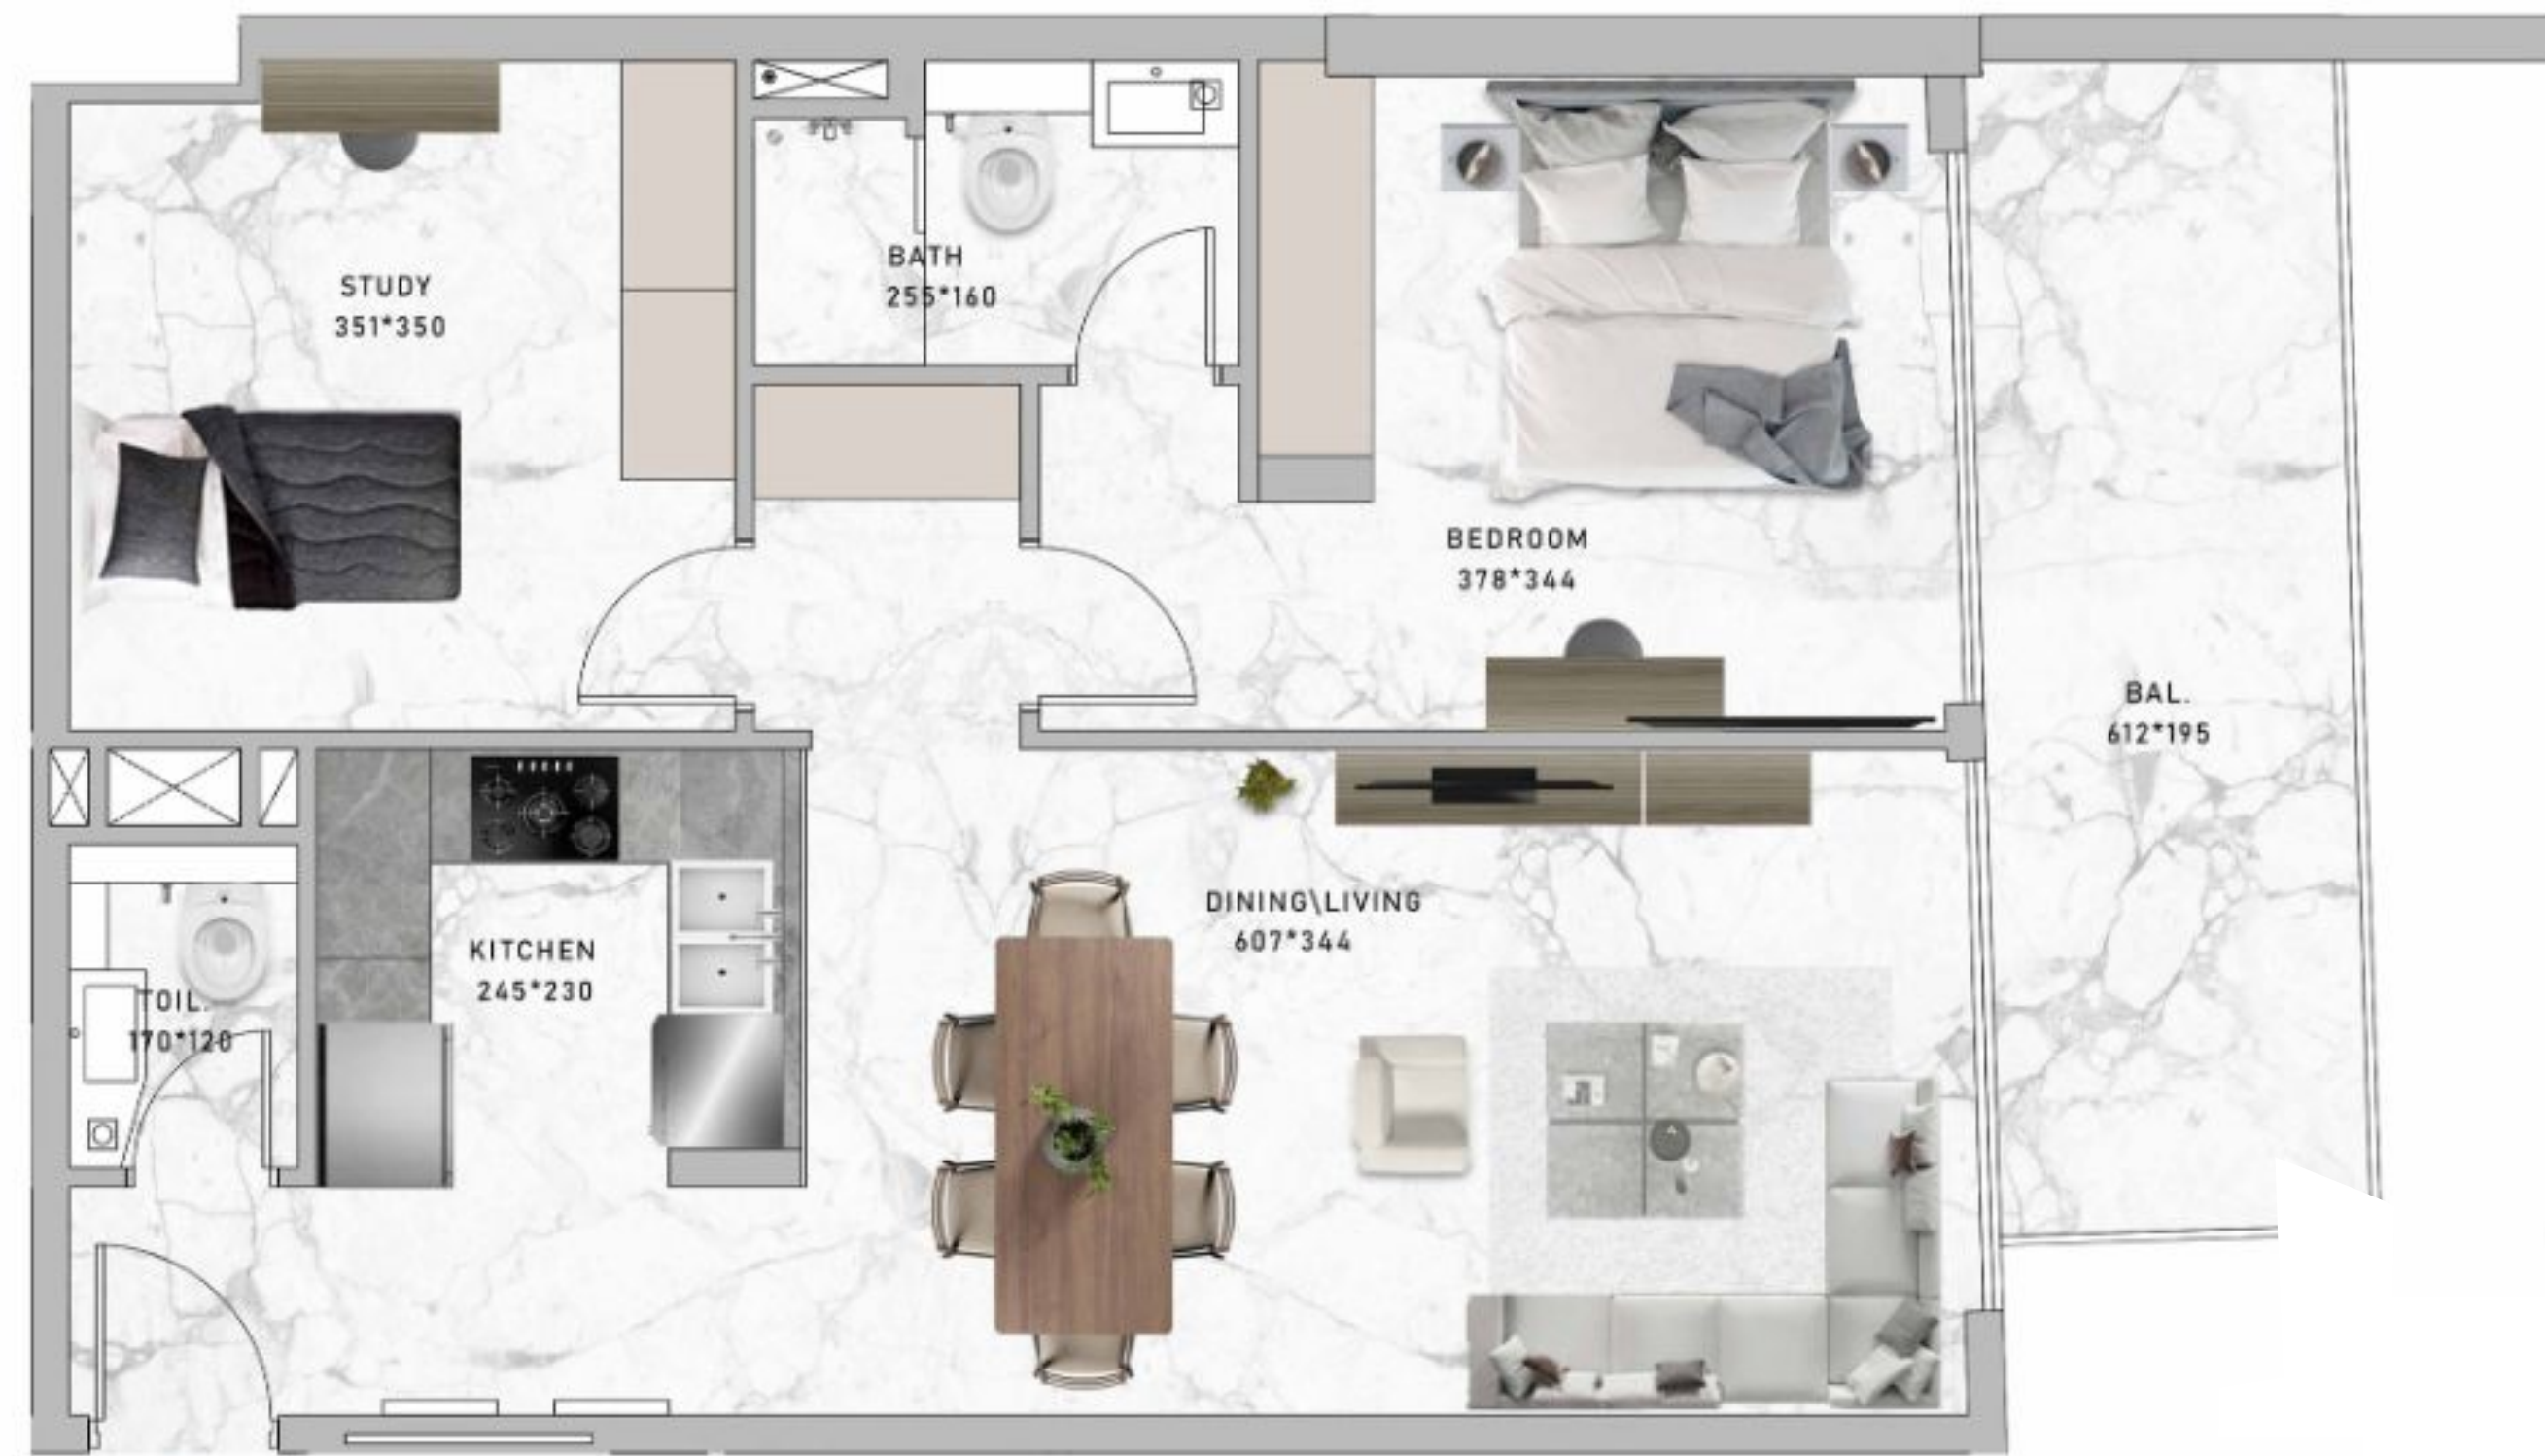 STUDY
351*350
BATH
255*160
BEDROOM
378*344
BAL.
612*195
DINING\LIVING
607*344
KITCHEN
245*230
TOIL.
170*120